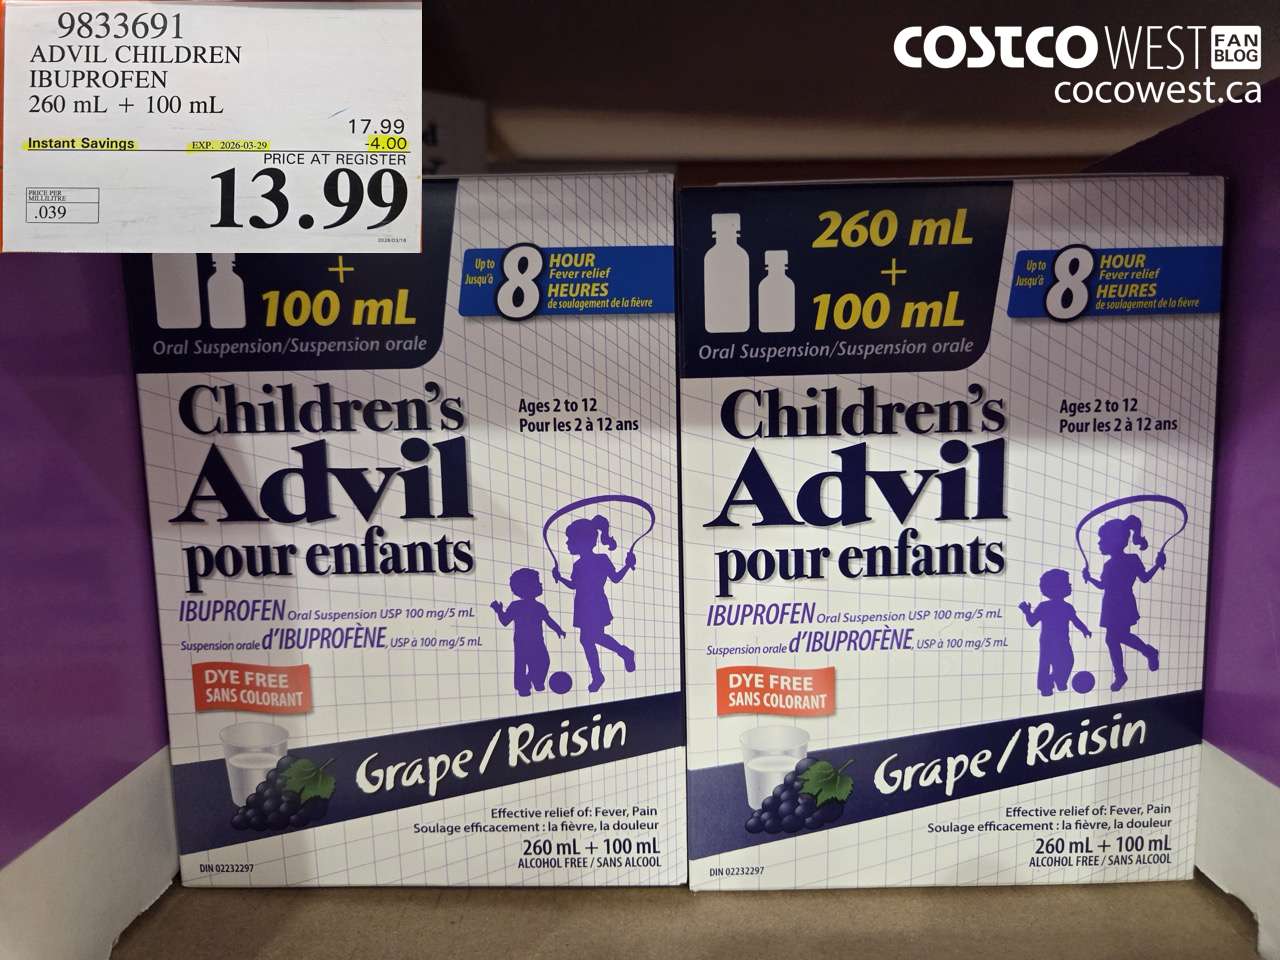 9833691
ADVIL CHILDREN
IBUPROFEN
260 mL + 100 mL
17.99
Instant Savings EXP. 2026-03-29 -4.00
PRICE AT REGISTER
13.99
PRICE PER
MILLILITRE
.039
COSTCO WEST FAN BLOG
cocowest.ca
+
100 mL
Oral Suspension/Suspension orale
Up to
Jusqu'à
8
HOUR
Fever relief
HEURES
de soulagement de la fièvre
Children's
Advil
pour enfants
Ages 2 to 12
Pour les 2 à 12 ans
IBUPROFEN Oral Suspension USP 100 mg/5 mL
Suspension orale d'IBUPROFÈNE, USP à 100 mg/5 mL
DYE FREE
SANS COLORANT
Grape/Raisin
Effective relief of: Fever, Pain
Soulage efficacement : la fièvre, la douleur
260 mL + 100 mL
ALCOHOL FREE / SANS ALCOOL
DIN 02232297
260 mL
+
100 mL
Oral Suspension/Suspension orale
Up to
Jusqu'à
8
HOUR
Fever relief
HEURES
de soulagement de la fièvre
Children's
Advil
pour enfants
Ages 2 to 12
Pour les 2 à 12 ans
IBUPROFEN Oral Suspension USP 100 mg/5 mL
Suspension orale d'IBUPROFÈNE, USP à 100 mg/5 mL
DYE FREE
SANS COLORANT
Grape/Raisin
Effective relief of: Fever, Pain
Soulage efficacement : la fièvre, la douleur
260 mL + 100 mL
ALCOHOL FREE / SANS ALCOOL
DIN 02232297